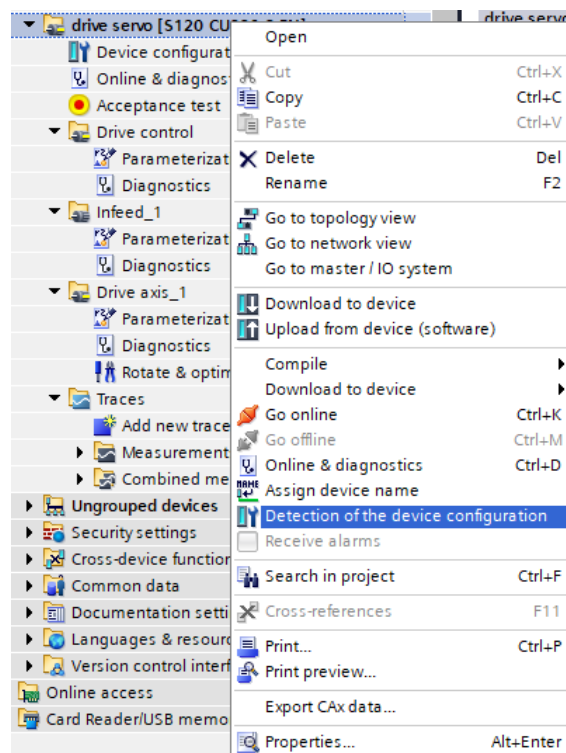 drive servo [S120 CU
drive servo
Device configurat
Online & diagnos
Acceptance test
Drive control
Parameterizat
Diagnostics
Infeed_1
Parameterizat
Diagnostics
Drive axis_1
Parameterizat
Diagnostics
Rotate & optim
Traces
Add new trace
Measurement
Combined me
Ungrouped devices
Security settings
Cross-device function
Common data
Documentation setti
Languages & resourc
Version control interf
Online access
Card Reader/USB memo
Open
Cut Ctrl+X
Copy Ctrl+C
Paste Ctrl+V
Delete Del
Rename F2
Go to topology view
Go to network view
Go to master / IO system
Download to device
Upload from device (software)
Compile
Download to device
Go online Ctrl+K
Go offline Ctrl+M
Online & diagnostics Ctrl+D
Assign device name
Detection of the device configuration
Receive alarms
Search in project Ctrl+F
Cross-references F11
Print... Ctrl+P
Print preview...
Export CAx data...
Properties... Alt+Enter